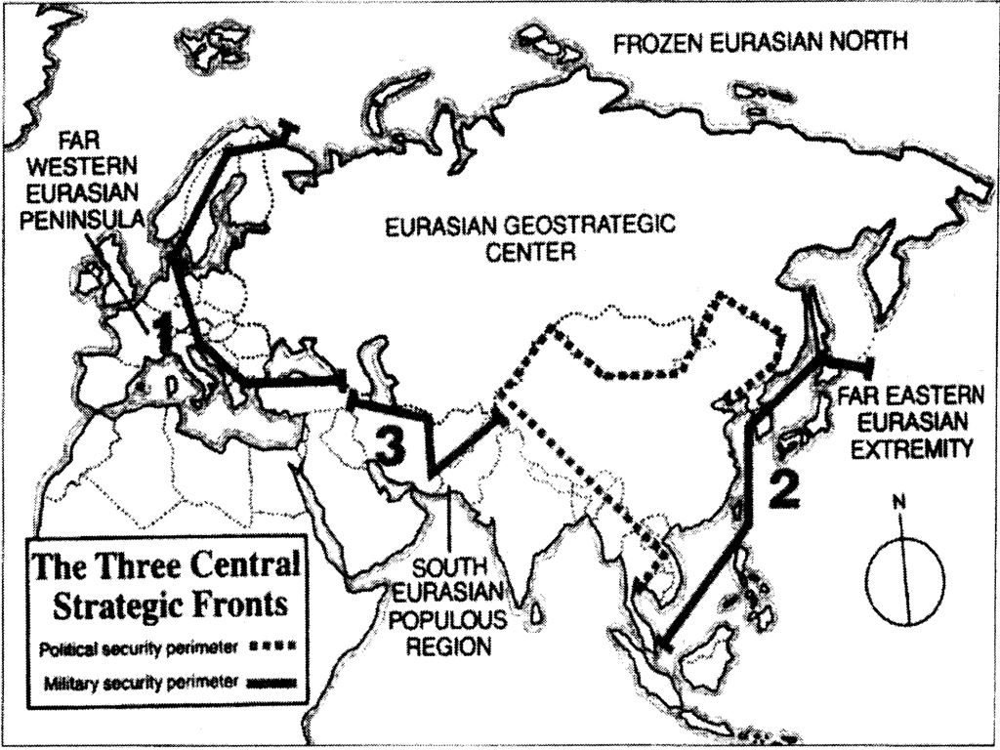 FROZEN EURASIAN NORTH
FAR
WESTERN
EURASIAN
PENINSULA
EURASIAN GEOSTRATEGIC
CENTER
1
3
2
FAR EASTERN
EURASIAN
EXTREMITY
N
SOUTH
EURASIAN
POPULOUS
REGION
The Three Central
Strategic Fronts
Political security perimeter
Military security perimeter